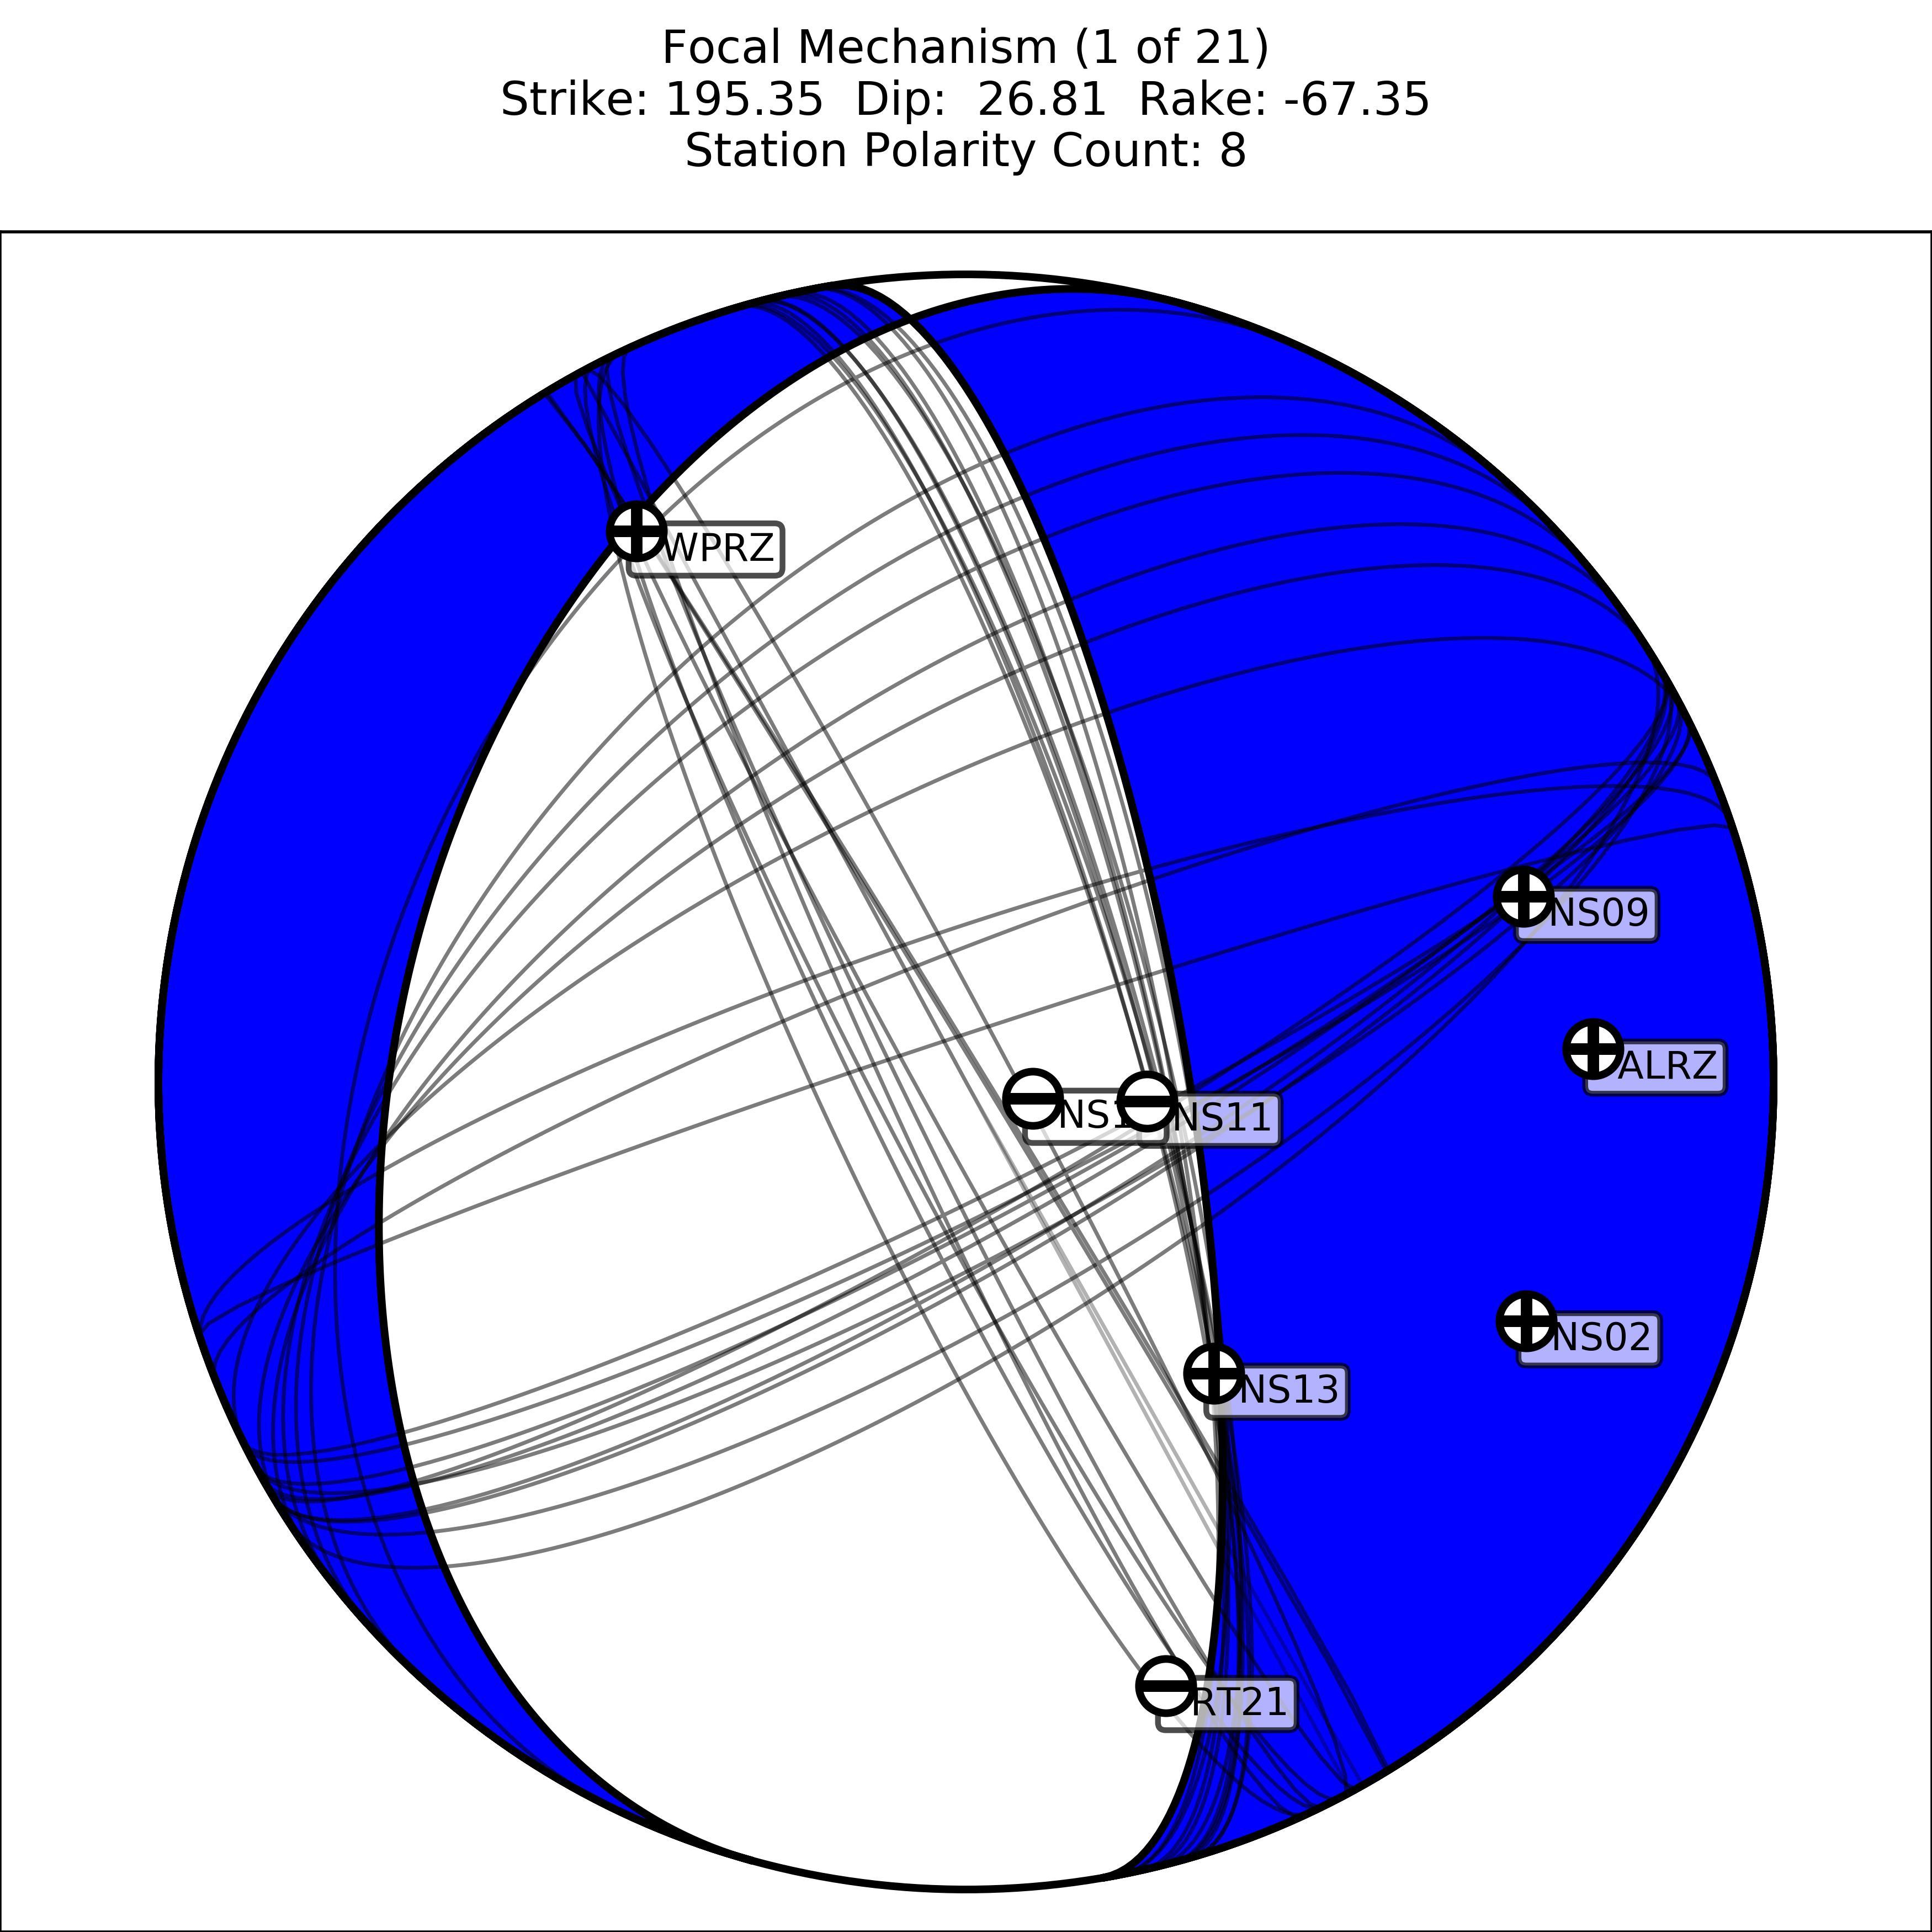 Focal Mechanism (1 of 21)
Strike: 195.35 Dip: 26.81 Rake: -67.35
Station Polarity Count: 8
WPRZ
NS09
ALRZ
NS11
NS02
NS13
RT21